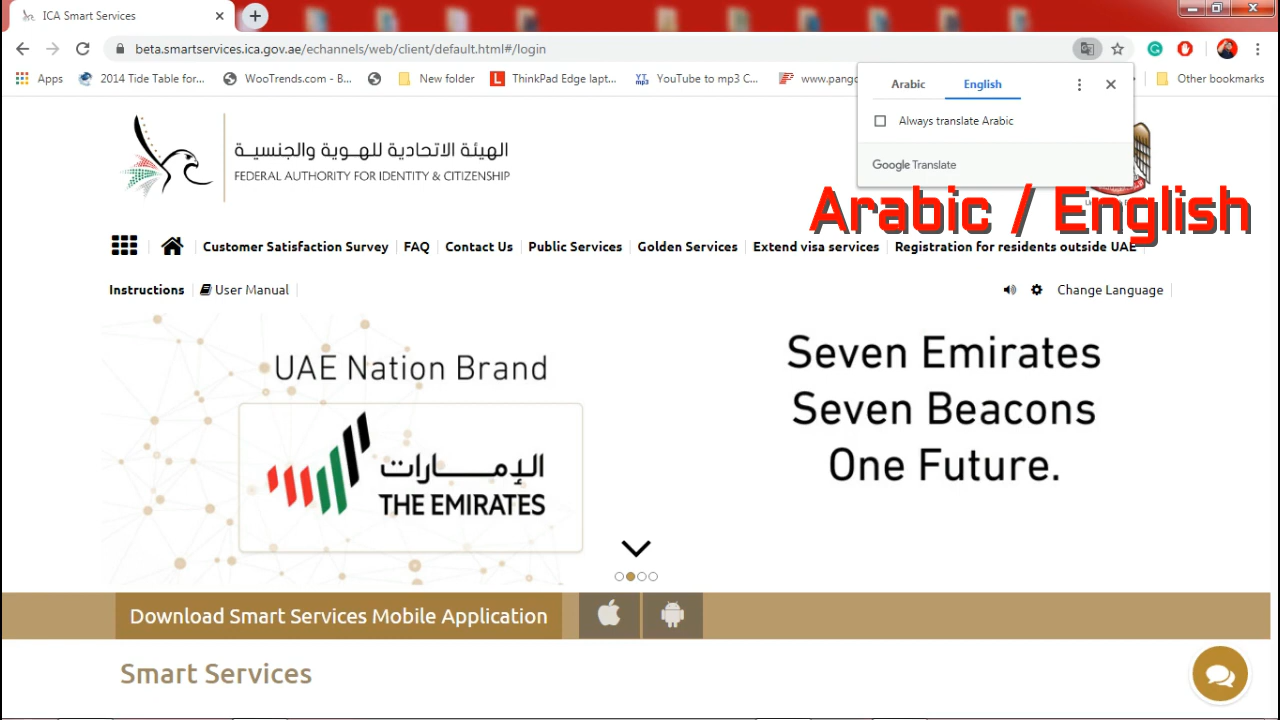 ICA Smart Services
beta.smartservices.ica.gov.ae/echannels/web/client/default.html#/login
Apps
2014 Tide Table for...
WooTrends.com - B...
New folder
ThinkPad Edge lapt...
YouTube to mp3 C...
www.pang
Other bookmarks
Arabic
English
Always translate Arabic
Google Translate
الهيئة الاتحادية للهوية والجنسية
FEDERAL AUTHORITY FOR IDENTITY & CITIZENSHIP
Arabic / English
Customer Satisfaction Survey
FAQ
Contact Us
Public Services
Golden Services
Extend visa services
Registration for residents outside UAE
Instructions
User Manual
Change Language
UAE Nation Brand
الإمارات
THE EMIRATES
Seven Emirates
Seven Beacons
One Future.
Download Smart Services Mobile Application
Smart Services